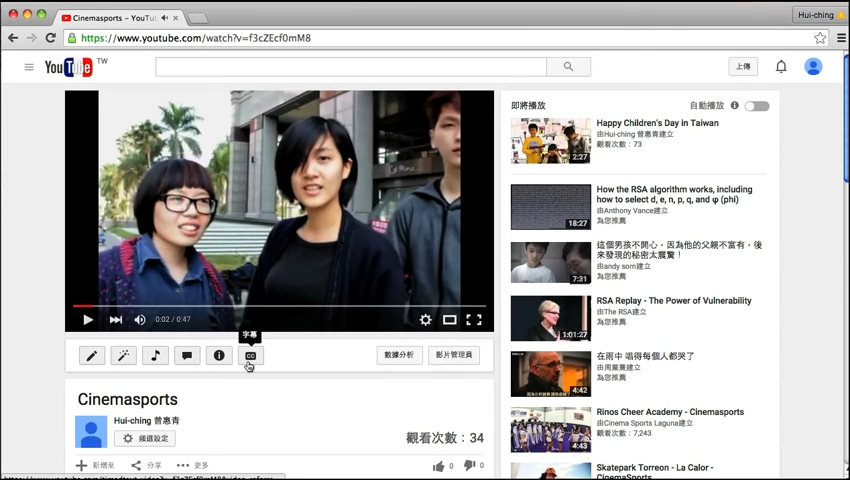 Cinemasports - YouTu
Hui-ching
https://www.youtube.com/watch?v=f3cZEcf0mM8
YouTube TW
上傳
0:02 / 0:47
字幕
CC
數據分析
影片管理員
Cinemasports
Hui-ching 曾惠青
頻道設定
觀看次數：34
新增至
分享
更多
0
0
即將播放
自動播放
Happy Children's Day in Taiwan
由Hui-ching 曾惠青建立
觀看次數：73
2:27
How the RSA algorithm works, including
how to select d, e, n, p, q, and φ (phi)
由Anthony Vance建立
為您推薦
18:27
這個男孩不開心，因為他的父親不富有，後
來發現的秘密太震驚！
由andy som建立
為您推薦
7:31
RSA Replay - The Power of Vulnerability
由The RSA建立
為您推薦
1:01:27
在雨中 唱得每個人都哭了
由周業憲建立
為您推薦
4:42
Rinos Cheer Academy - Cinemasports
由Cinema Sports Laguna建立
觀看次數：7,243
4:43
Skatepark Torreon - La Calor -
CinemaSports